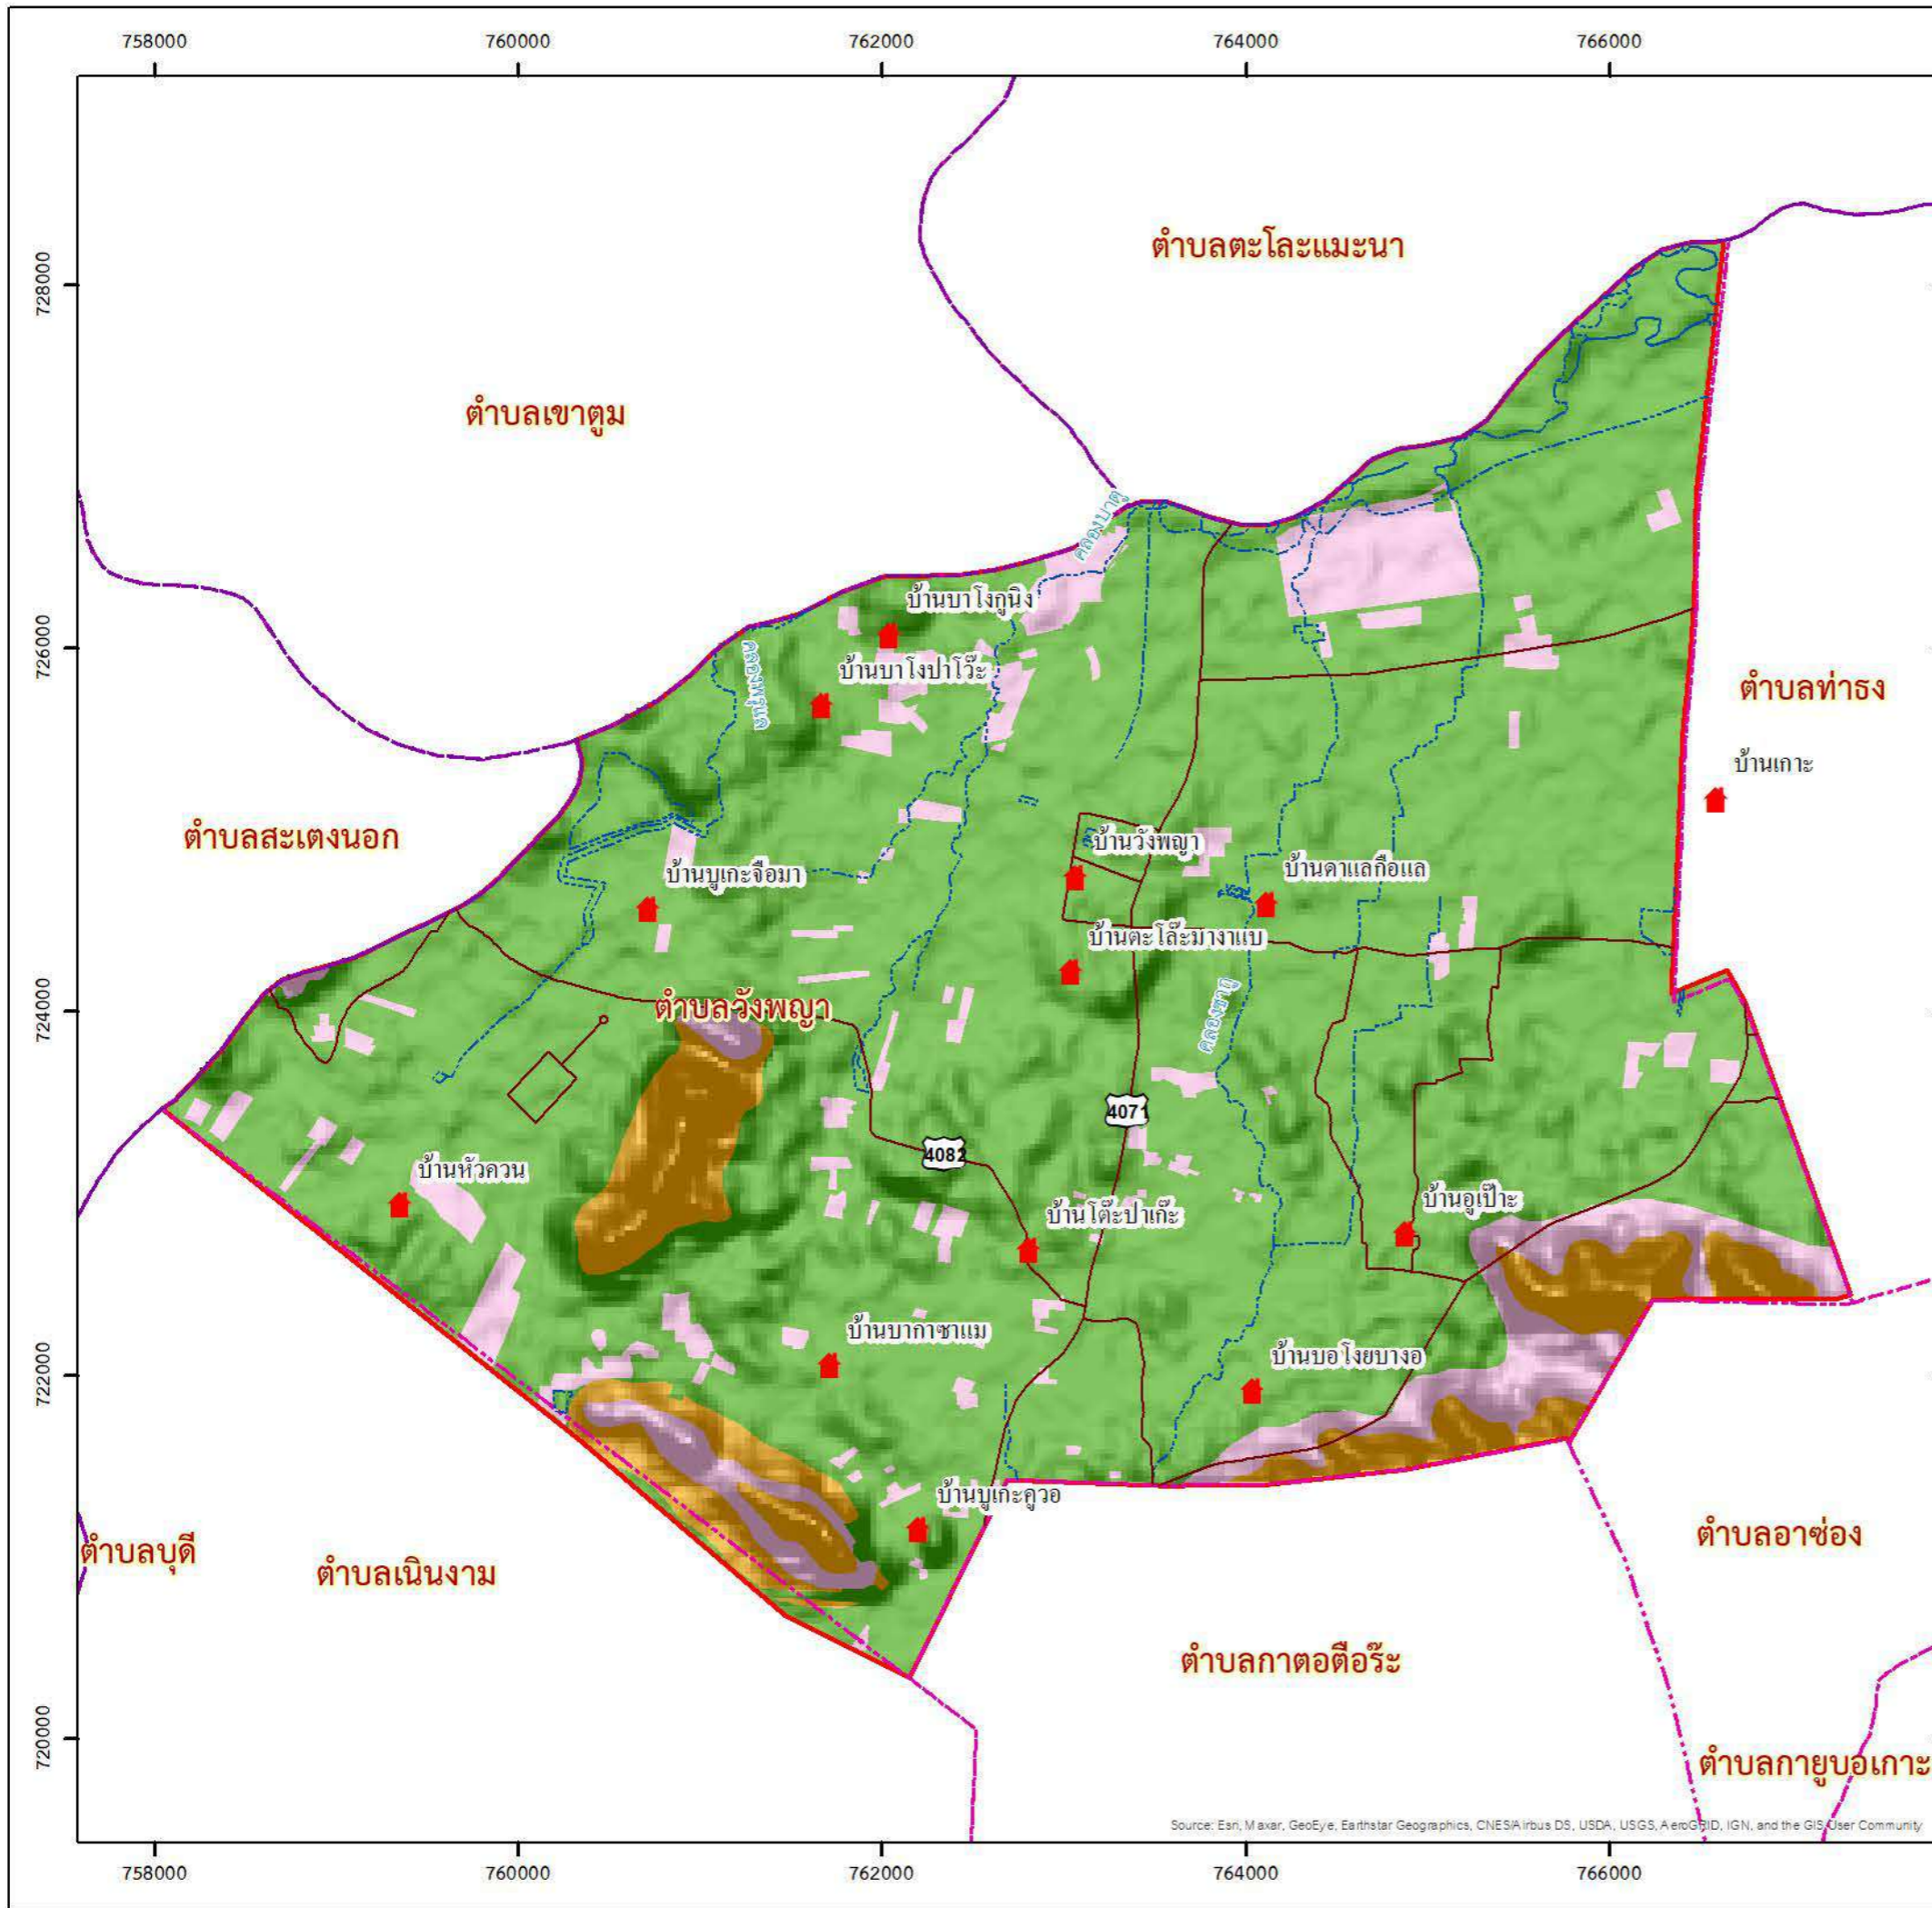 758000
760000
762000
764000
766000
728000
726000
724000
722000
720000
ตำบลตะโละแมะนา
ตำบลเขาตูม
คลองปาตู
บ้านบาโงกูนิง
บ้านบาโงปาโว๊ะ
ตำบลท่าธง
บ้านเกาะ
ตำบลสะเตงนอก
บ้านวังพญา
บ้านบูเกะจือมา
บ้านดาแลกือแล
บ้านตะโล๊ะมางาแบ
ตำบลวังพญา
4071
4082
บ้านหัวควน
บ้านอูเป๊าะ
บ้านโต๊ะปาเก๊ะ
บ้านบากาซาแม
บ้านบอโงยบางอ
บ้านบูเกะคูวอ
ตำบลบุดี
ตำบลเนินงาม
ตำบลอาซ่อง
ตำบลกาตอตือร๊ะ
ตำบลกายูบอเกาะ
Source: Esri, Maxar, GeoEye, Earthstar Geographics, CNES/Airbus DS, USDA, USGS, AeroGRID, IGN, and the GIS User Community
758000
760000
762000
764000
766000